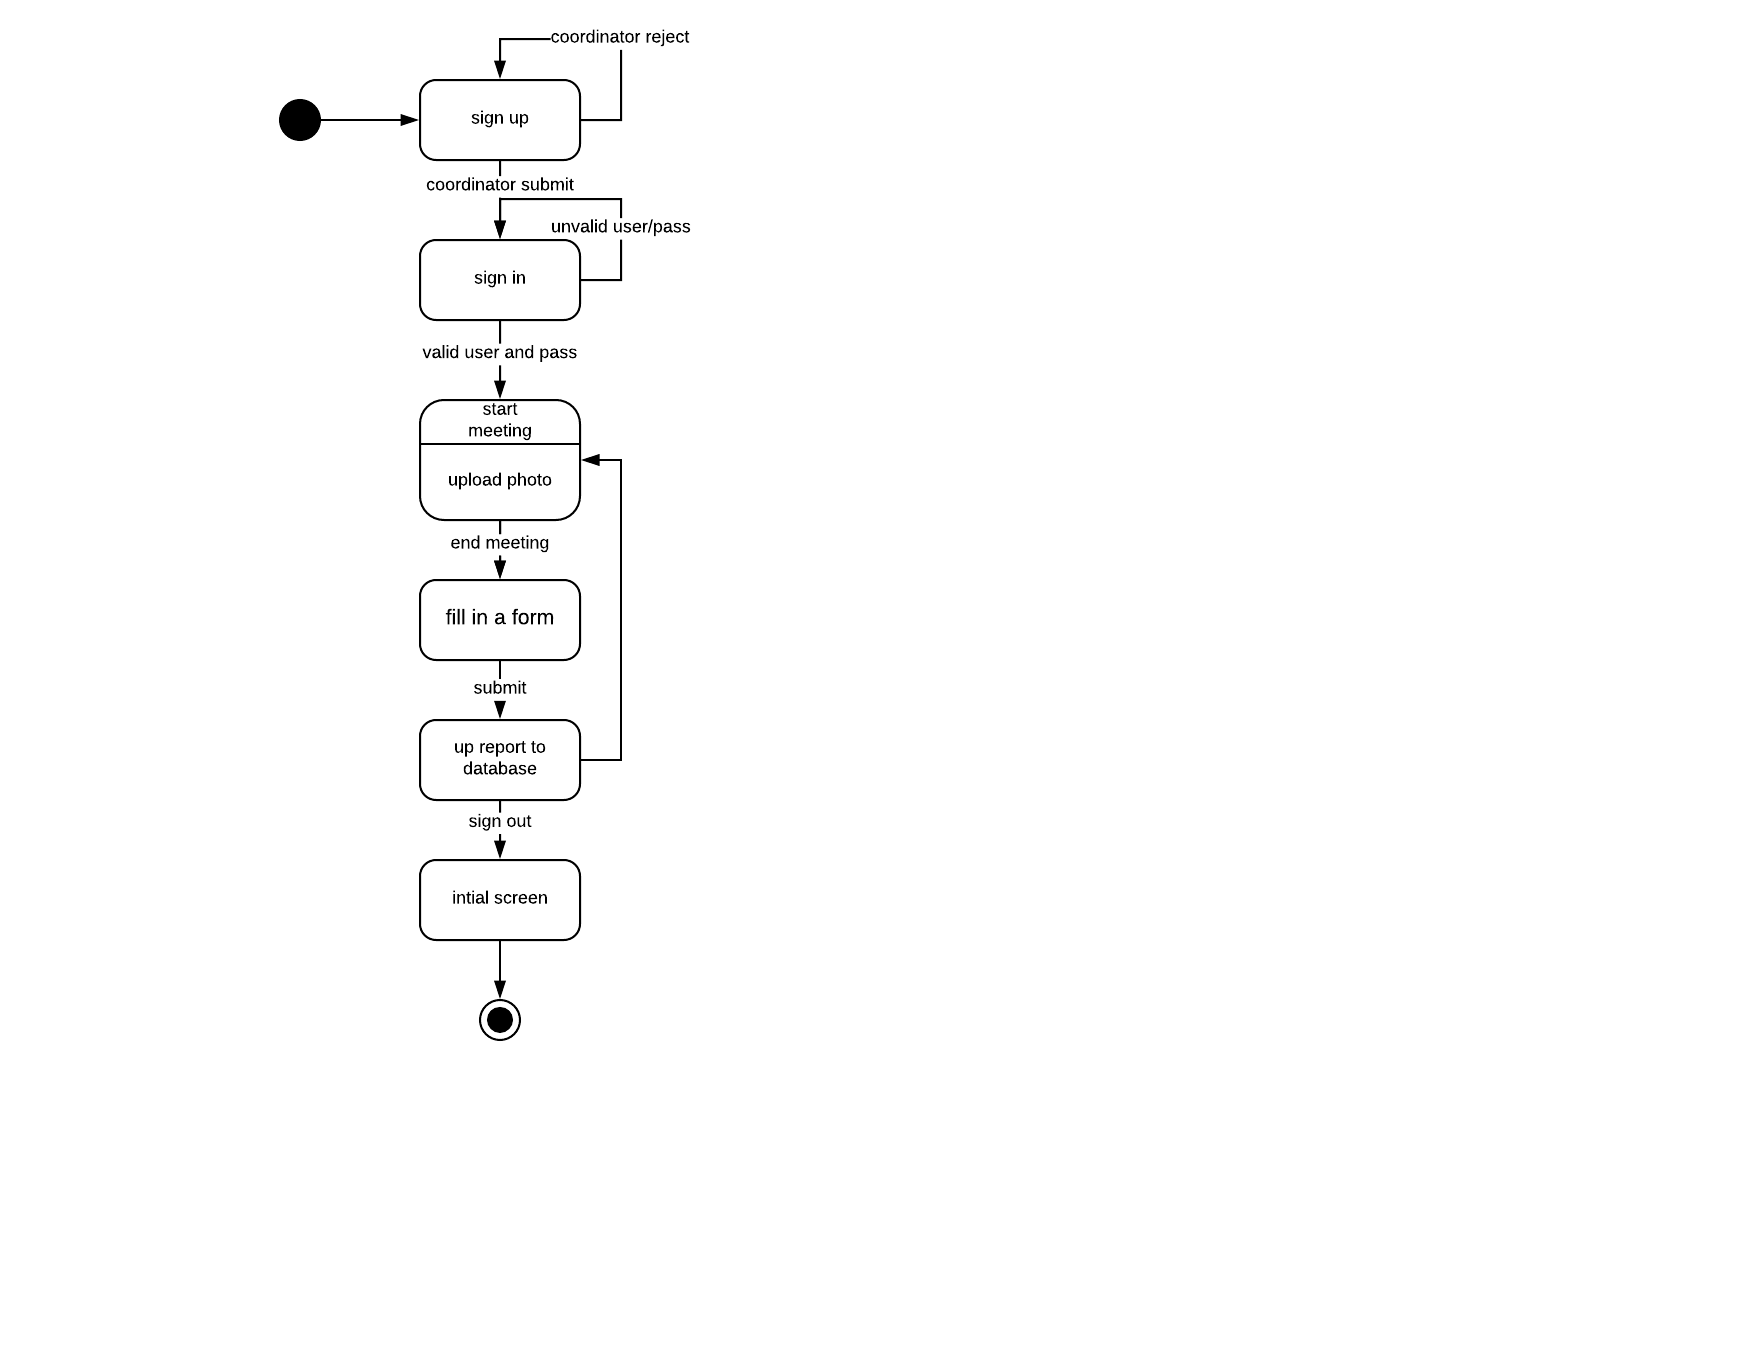 coordinator reject
sign up
coordinator submit
unvalid user/pass
sign in
valid user and pass
start
meeting
upload photo
end meeting
fill in a form
submit
up report to
database
sign out
intial screen